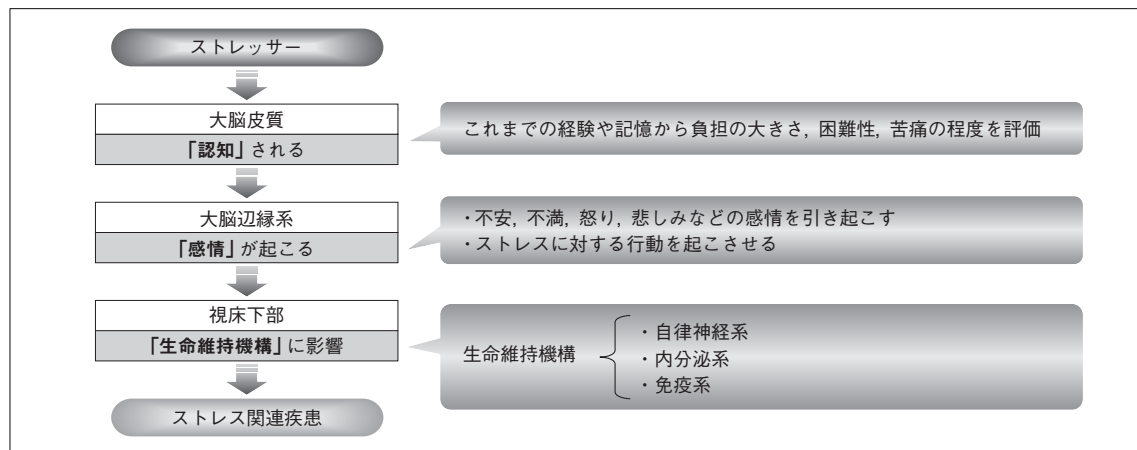 ストレッサー
大脳皮質
「認知」される
これまでの経験や記憶から負担の大きさ, 困難性, 苦痛の程度を評価
大脳辺縁系
「感情」が起こる
・不安, 不満, 怒り, 悲しみなどの感情を引き起こす
・ストレスに対する行動を起こさせる
視床下部
「生命維持機構」に影響
生命維持機構
・自律神経系
・内分泌系
・免疫系
ストレス関連疾患